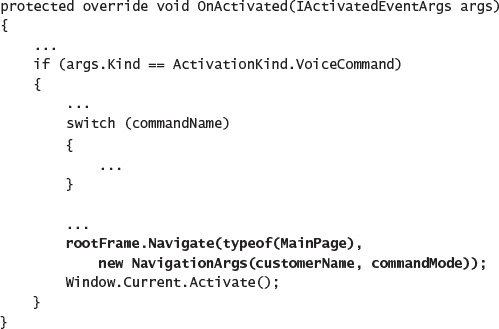 protected override void OnActivated(IActivatedEventArgs args)
{
    ...
    if (args.Kind == ActivationKind.VoiceCommand)
    {
        ...
        switch (commandName)
        {
            ...
        }

        ...
        rootFrame.Navigate(typeof(MainPage),
            new NavigationArgs(customerName, commandMode));
        Window.Current.Activate();
    }
}